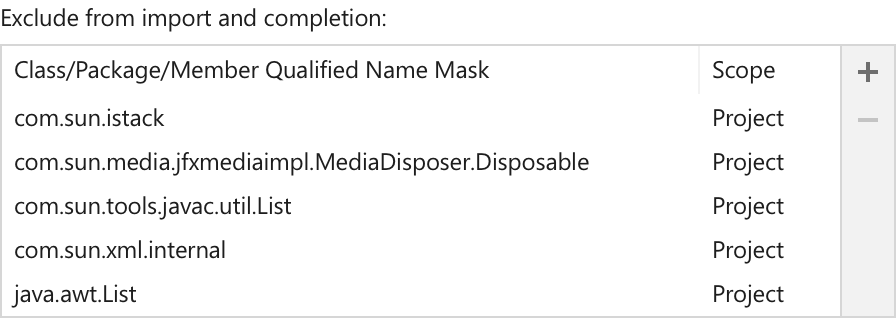 Exclude from import and completion:
Class/Package/Member Qualified Name Mask Scope
com.sun.istack Project
com.sun.media.jfxmediaimpl.MediaDisposer.Disposable Project
com.sun.tools.javac.util.List Project
com.sun.xml.internal Project
java.awt.List Project